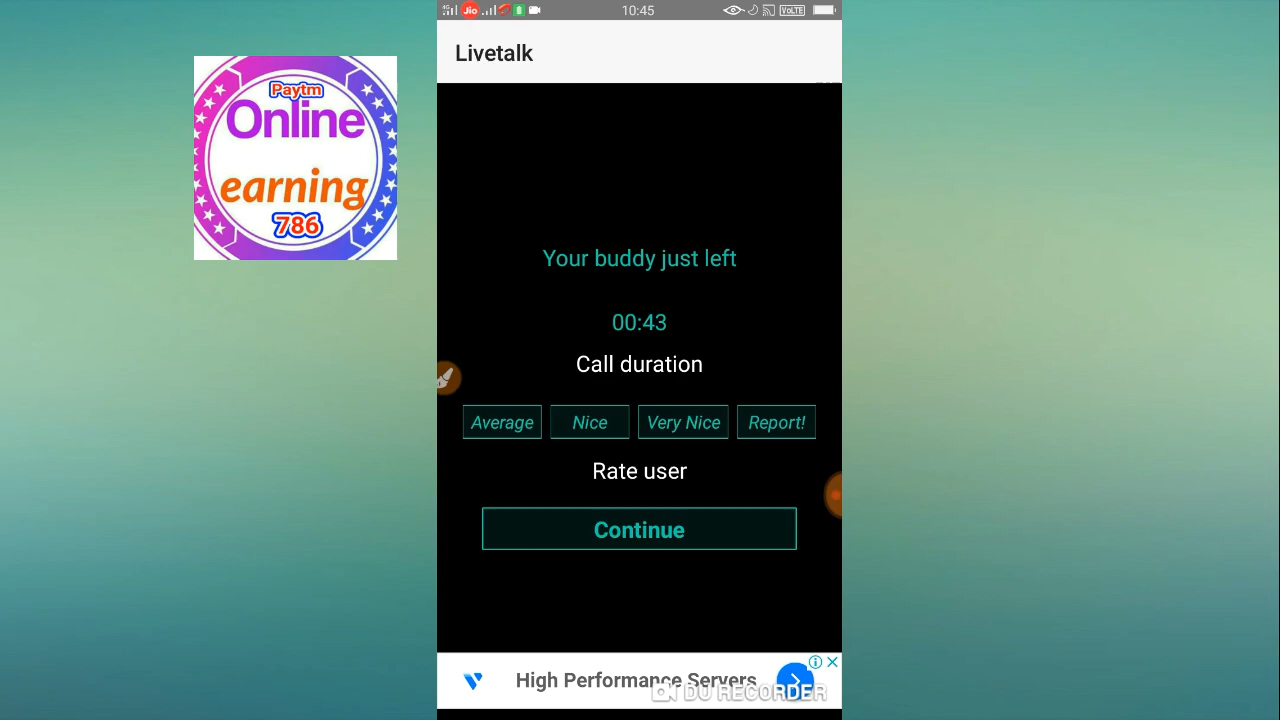 4G
Jio
10:45
VoLTE
Livetalk
Paytm
Online
earning
786
Your buddy just left
00:43
Call duration
Average
Nice
Very Nice
Report!
Rate user
Continue
High Performance Servers
DU RECORDER